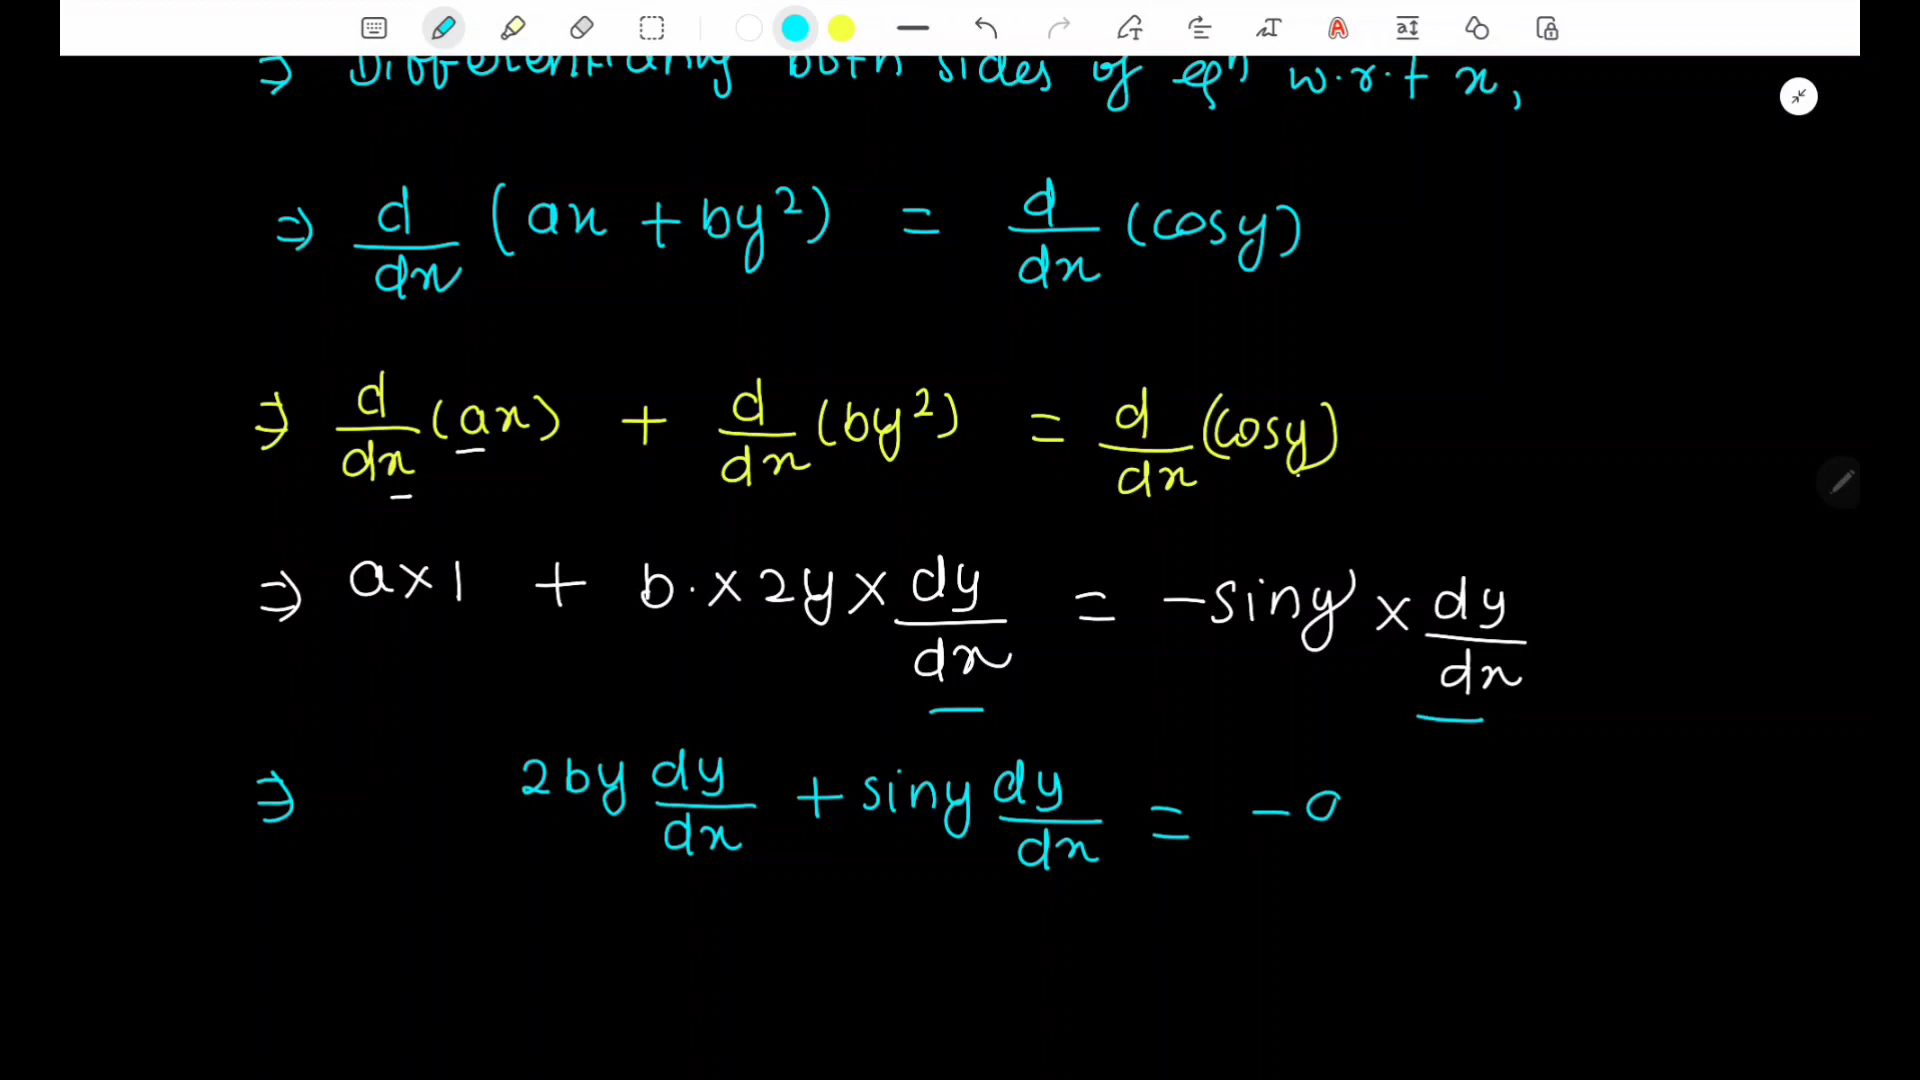 ⇒ Differentiating both sides of eqⁿ w.r.t x,
⇒ d/dx (ax + by²) = d/dx (cosy)
⇒ d/dx (ax) + d/dx (by²) = d/dx (cosy)
⇒ a×1 + b.×2y×dy/dx = -siny × dy/dx
⇒ 2by dy/dx + siny dy/dx = -a